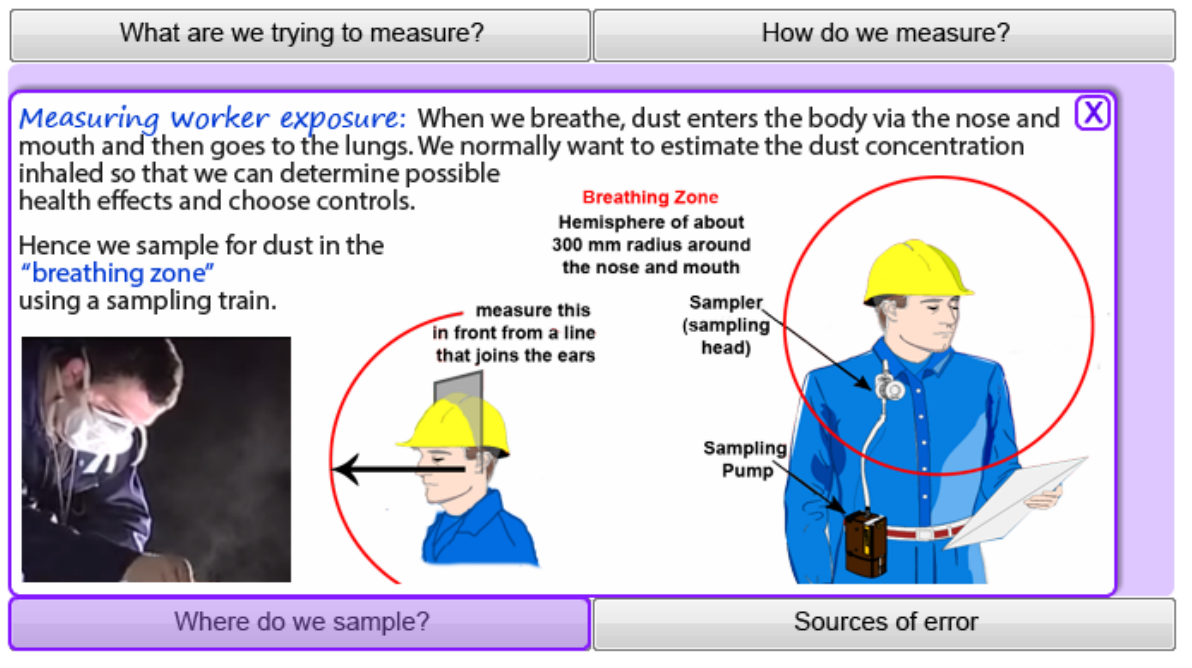 What are we trying to measure?
How do we measure?
Measuring worker exposure: When we breathe, dust enters the body via the nose and
X
mouth and then goes to the lungs. We normally want to estimate the dust concentration
inhaled so that we can determine possible
health effects and choose controls.
Hence we sample for dust in the
“breathing zone”
using a sampling train.
Breathing Zone
Hemisphere of about
300 mm radius around
the nose and mouth
measure this
in front from a line
that joins the ears
Sampler
(sampling
head)
Sampling
Pump
Where do we sample?
Sources of error